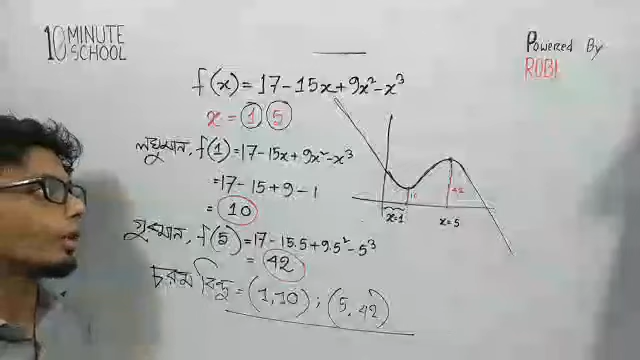 10 MINUTE SCHOOL
Powered By
ROBI
f(x) = 17 - 15x + 9x² - x³
x = 1 5
লঘুমান, f(1) = 17 - 15x + 9x² - x³
= 17 - 15 + 9 - 1
= 10
গুরুমান, f(5) = 17 - 15.5 + 9.5² - 5³
= 42
চরম বিন্দু = (1, 10) ; (5, 42)
10
42
x=1
x=5